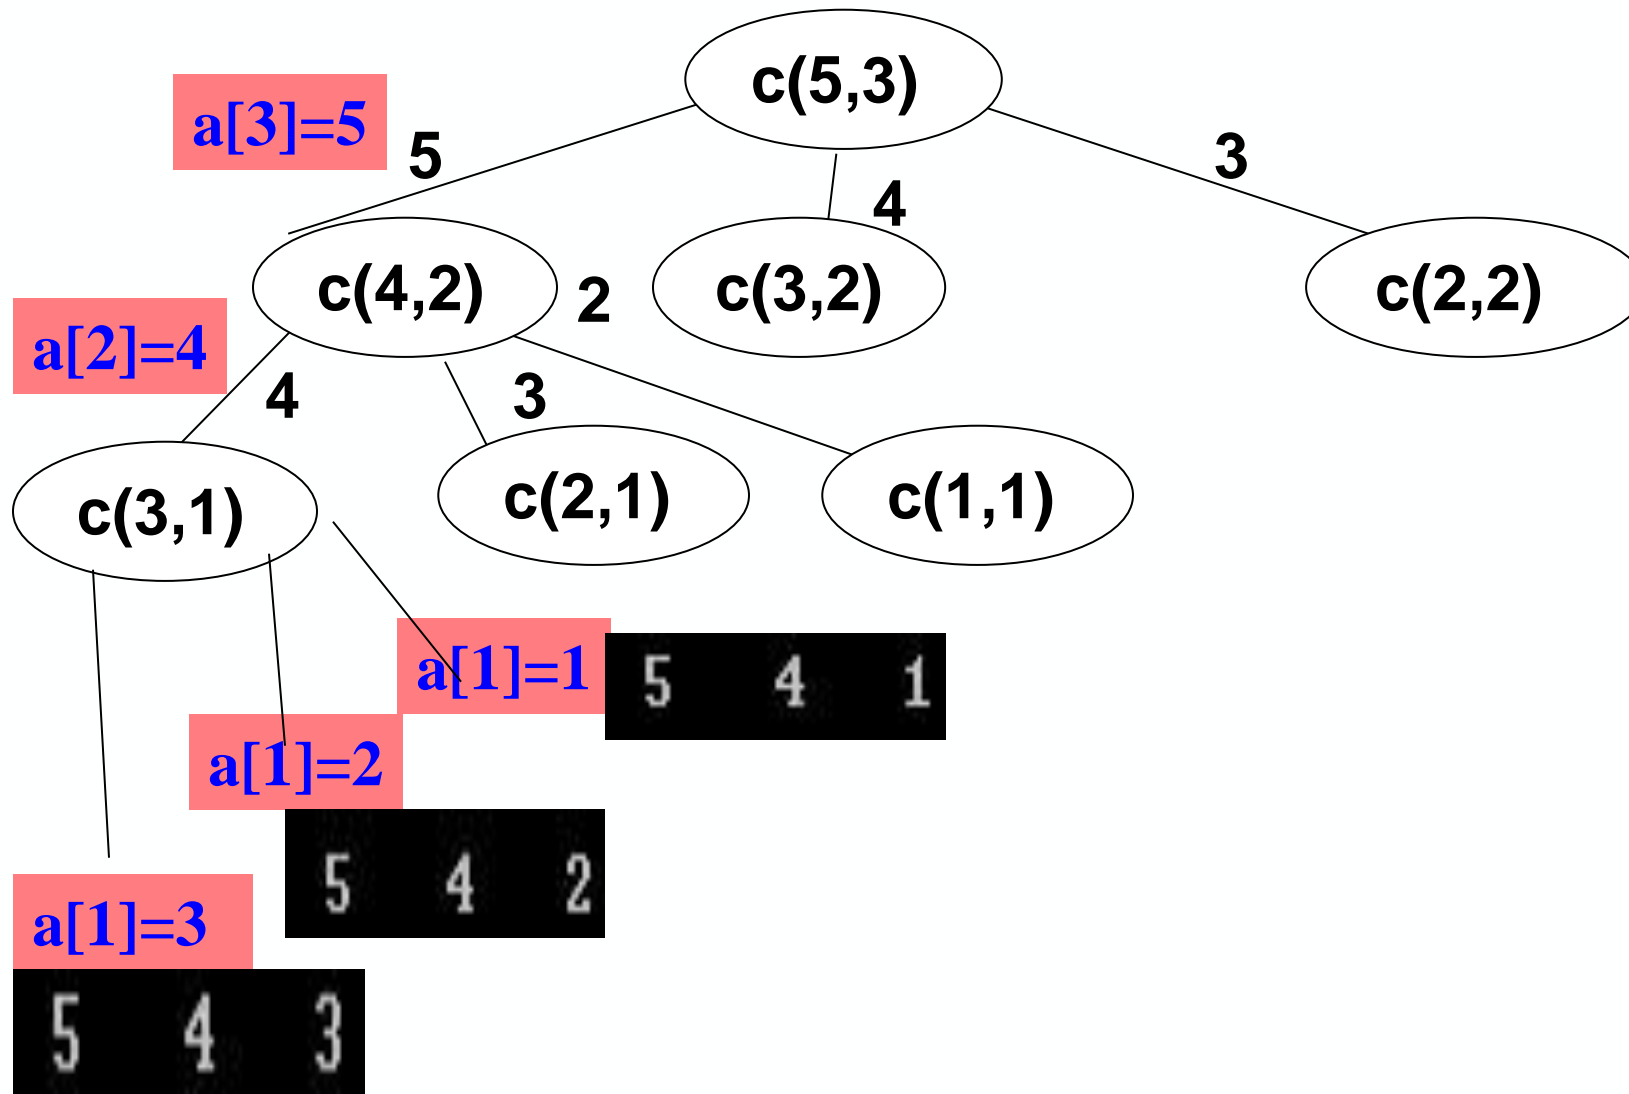 c(5,3)
a[3]=5
5
3
4
c(4,2)
2
c(3,2)
c(2,2)
a[2]=4
4
3
c(3,1)
c(2,1)
c(1,1)
a[1]=1
5 4 1
a[1]=2
5 4 2
a[1]=3
5 4 3